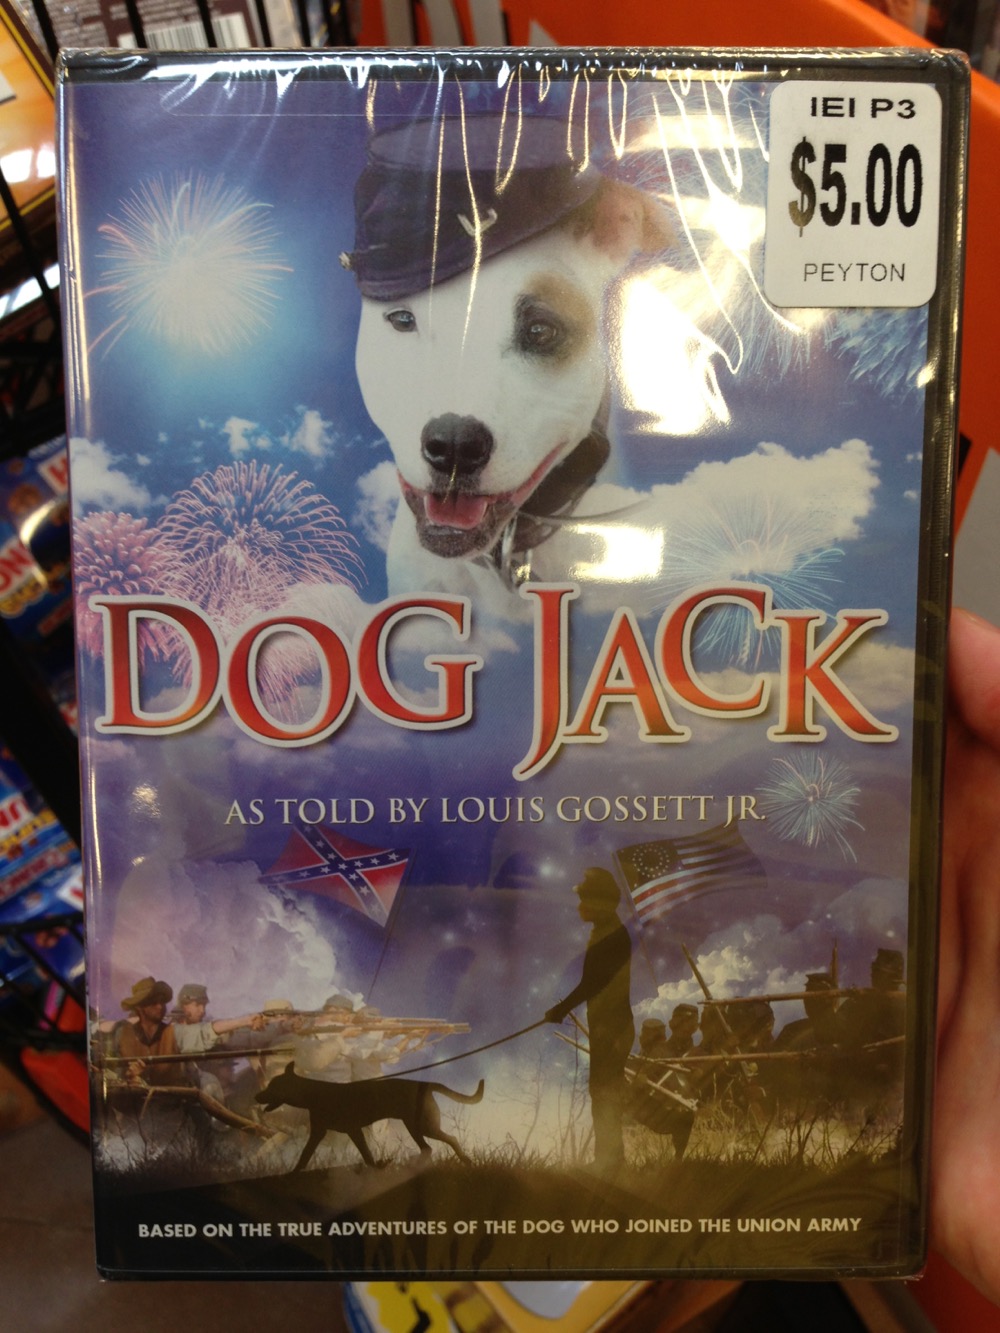 IEI P3
$5.00
PEYTON
DOG JACK
AS TOLD BY LOUIS GOSSETT JR.
BASED ON THE TRUE ADVENTURES OF THE DOG WHO JOINED THE UNION ARMY